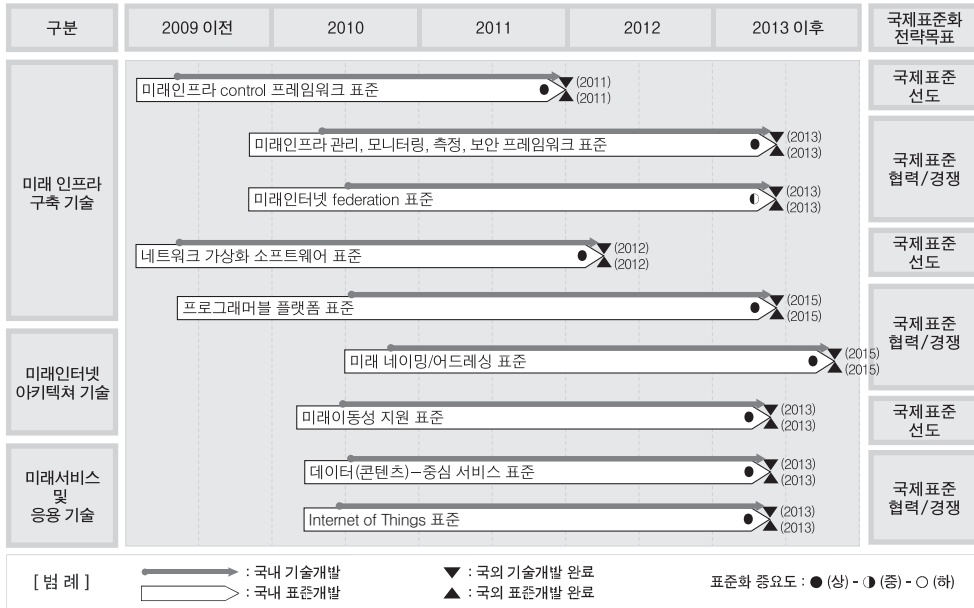 구분
2009 이전
2010
2011
2012
2013 이후
국제표준화
전략목표
미래 인프라
구축 기술
미래인프라 control 프레임워크 표준
(2011)
(2011)
국제표준
선도
미래인프라 관리, 모니터링, 측정, 보안 프레임워크 표준
(2013)
(2013)
국제표준
협력/경쟁
미래인터넷 federation 표준
(2013)
(2013)
네트워크 가상화 소프트웨어 표준
(2012)
(2012)
국제표준
선도
프로그래머블 플랫폼 표준
(2015)
(2015)
국제표준
협력/경쟁
미래인터넷
아키텍쳐 기술
미래 네이밍/어드레싱 표준
(2015)
(2015)
미래이동성 지원 표준
(2013)
(2013)
국제표준
선도
미래서비스
및
응용 기술
데이터(콘텐츠)-중심 서비스 표준
(2013)
(2013)
국제표준
협력/경쟁
Internet of Things 표준
(2013)
(2013)
[ 범 례 ]
: 국내 기술개발
: 국내 표준개발
▼ : 국외 기술개발 완료
▲ : 국외 표준개발 완료
표준화 중요도 : ● (상) - ◑ (중) - ○ (하)